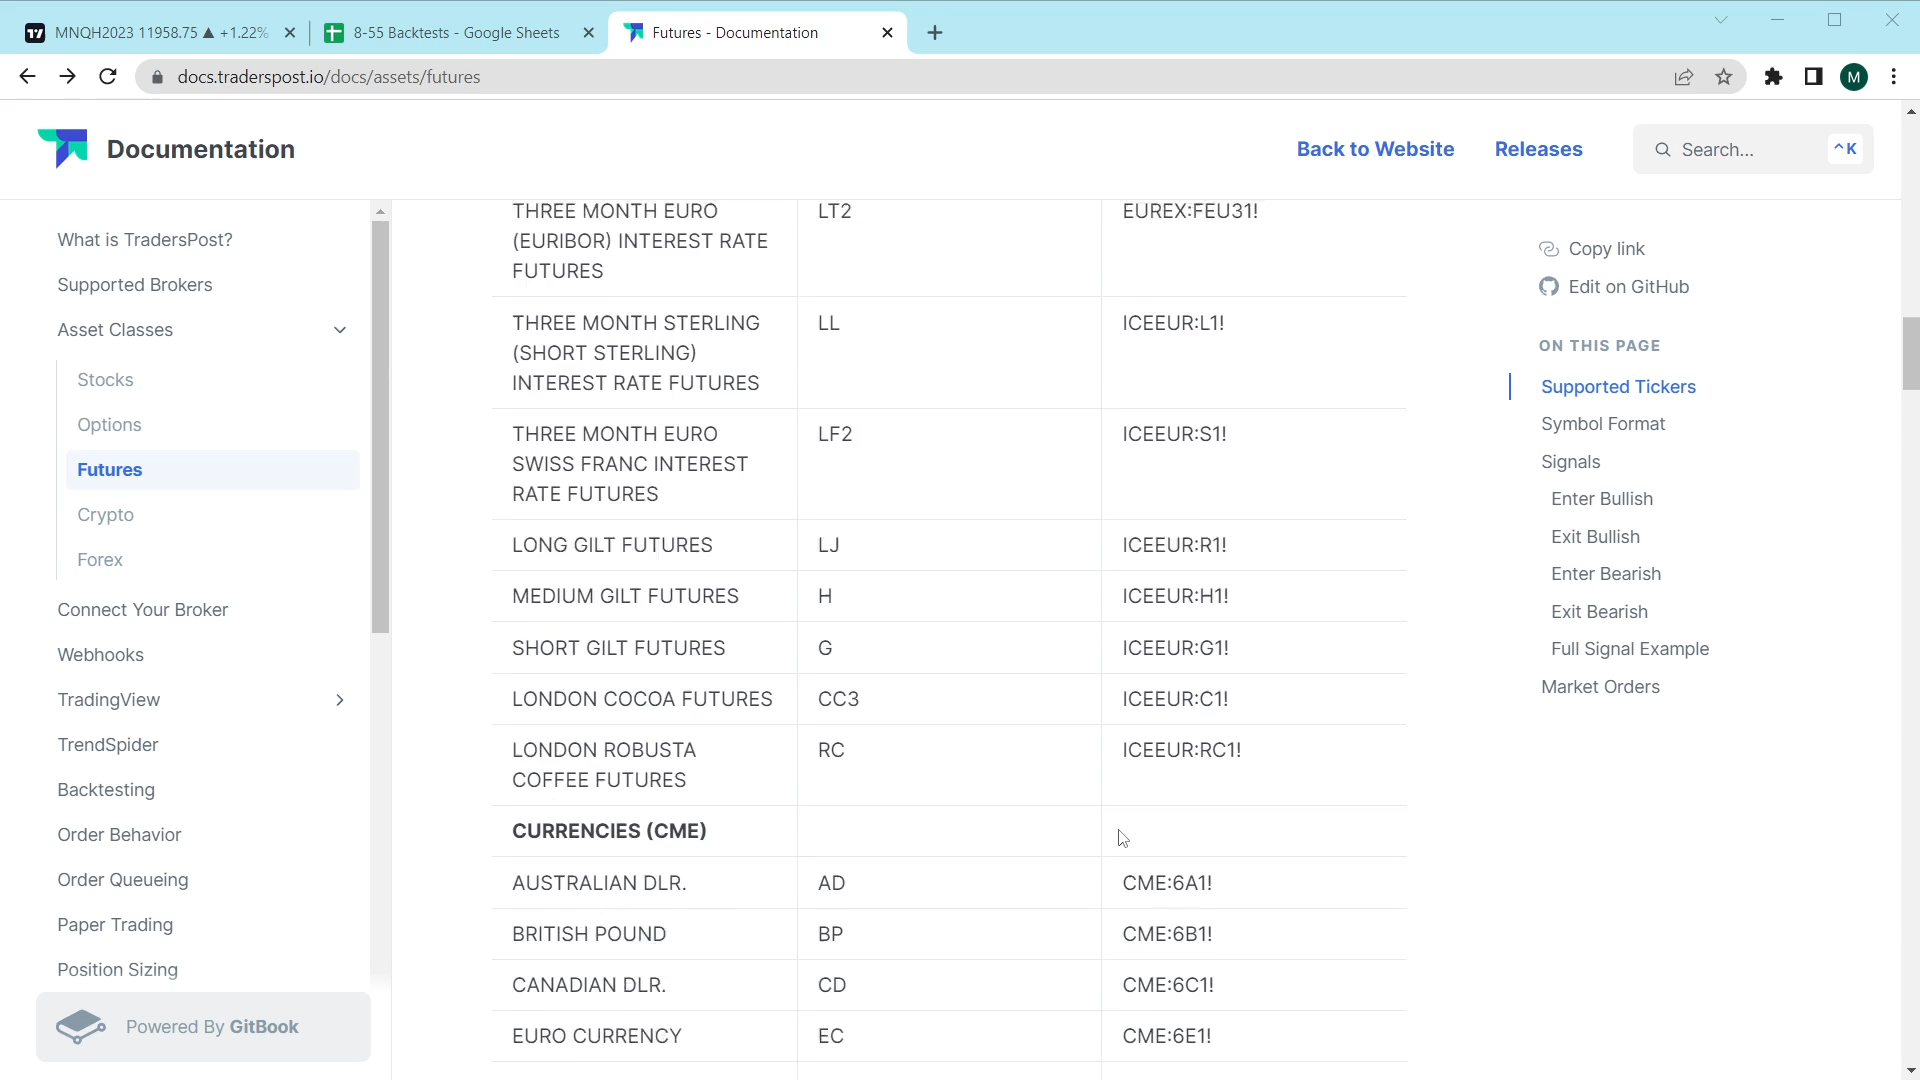 MNQH2023 11958.75 ▲ +1.22%
8-55 Backtests - Google Sheets
Futures - Documentation
docs.traderspost.io/docs/assets/futures
M
Documentation
Back to Website
Releases
Search...
^K
What is TradersPost?
Supported Brokers
Asset Classes
Stocks
Options
Futures
Crypto
Forex
Connect Your Broker
Webhooks
TradingView
TrendSpider
Backtesting
Order Behavior
Order Queueing
Paper Trading
Position Sizing
Powered By GitBook
THREE MONTH EURO LT2 EUREX:FEU31!
(EURIBOR) INTEREST RATE
FUTURES
THREE MONTH STERLING LL ICEEUR:L1!
(SHORT STERLING)
INTEREST RATE FUTURES
THREE MONTH EURO LF2 ICEEUR:S1!
SWISS FRANC INTEREST
RATE FUTURES
LONG GILT FUTURES LJ ICEEUR:R1!
MEDIUM GILT FUTURES H ICEEUR:H1!
SHORT GILT FUTURES G ICEEUR:G1!
LONDON COCOA FUTURES CC3 ICEEUR:C1!
LONDON ROBUSTA RC ICEEUR:RC1!
COFFEE FUTURES
CURRENCIES (CME)
AUSTRALIAN DLR. AD CME:6A1!
BRITISH POUND BP CME:6B1!
CANADIAN DLR. CD CME:6C1!
EURO CURRENCY EC CME:6E1!
Copy link
Edit on GitHub
ON THIS PAGE
Supported Tickers
Symbol Format
Signals
Enter Bullish
Exit Bullish
Enter Bearish
Exit Bearish
Full Signal Example
Market Orders